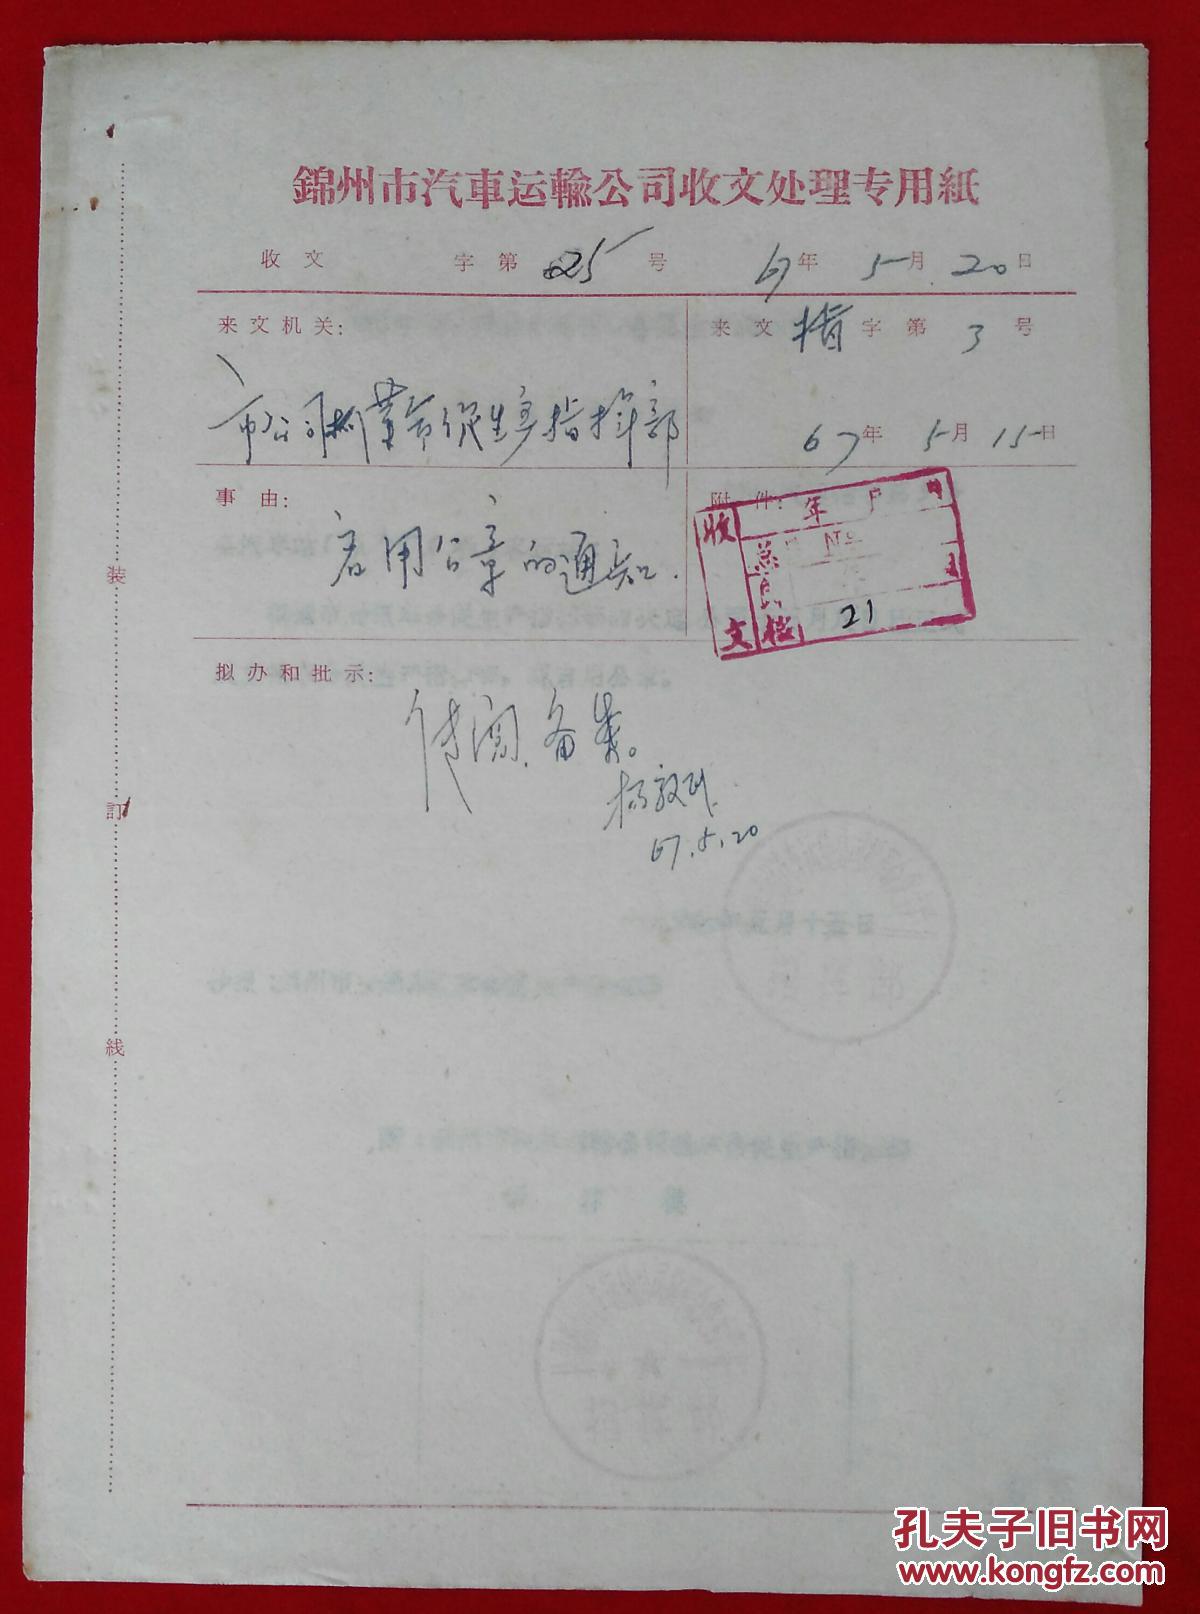 錦州市汽車运輸公司收文处理专用紙
收文 字第 25 号 67年 5月 20日
来文机关: 来文 指 字第 3 号
市公司抓革命促生产指挥部 67年 5月 15日
事由: 附件:
启用公章的通知.
收文 年 月 日
No
档 21
拟办和批示:
传阅、备案。
67.5.20
装
訂
线
孔夫子旧书网
www.kongfz.com